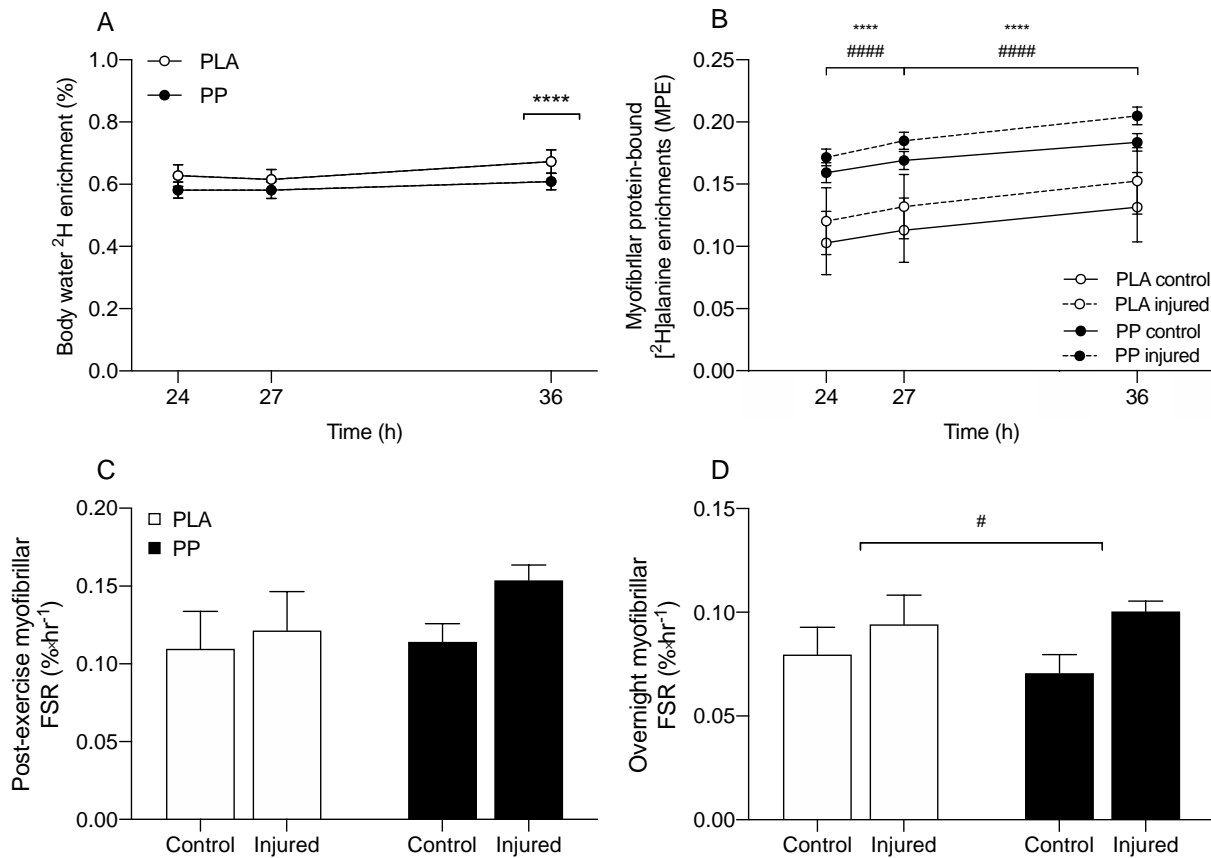 A
PLA
PP
****
Body water ²H enrichment (%)
1.0
0.8
0.6
0.4
0.2
0.0
24 27 36
Time (h)
B
**** ****
#### ####
Myofibrillar protein-bound
[²H]alanine enrichments (MPE)
0.25
0.20
0.15
0.10
0.05
0.00
PLA control
PLA injured
PP control
PP injured
24 27 36
Time (h)
C
PLA
PP
Post-exercise myofibrillar
FSR (%×hr⁻¹)
0.20
0.15
0.10
0.05
0.00
Control Injured Control Injured
D
#
Overnight myofibrillar
FSR (%×hr⁻¹)
0.15
0.10
0.05
0.00
Control Injured Control Injured